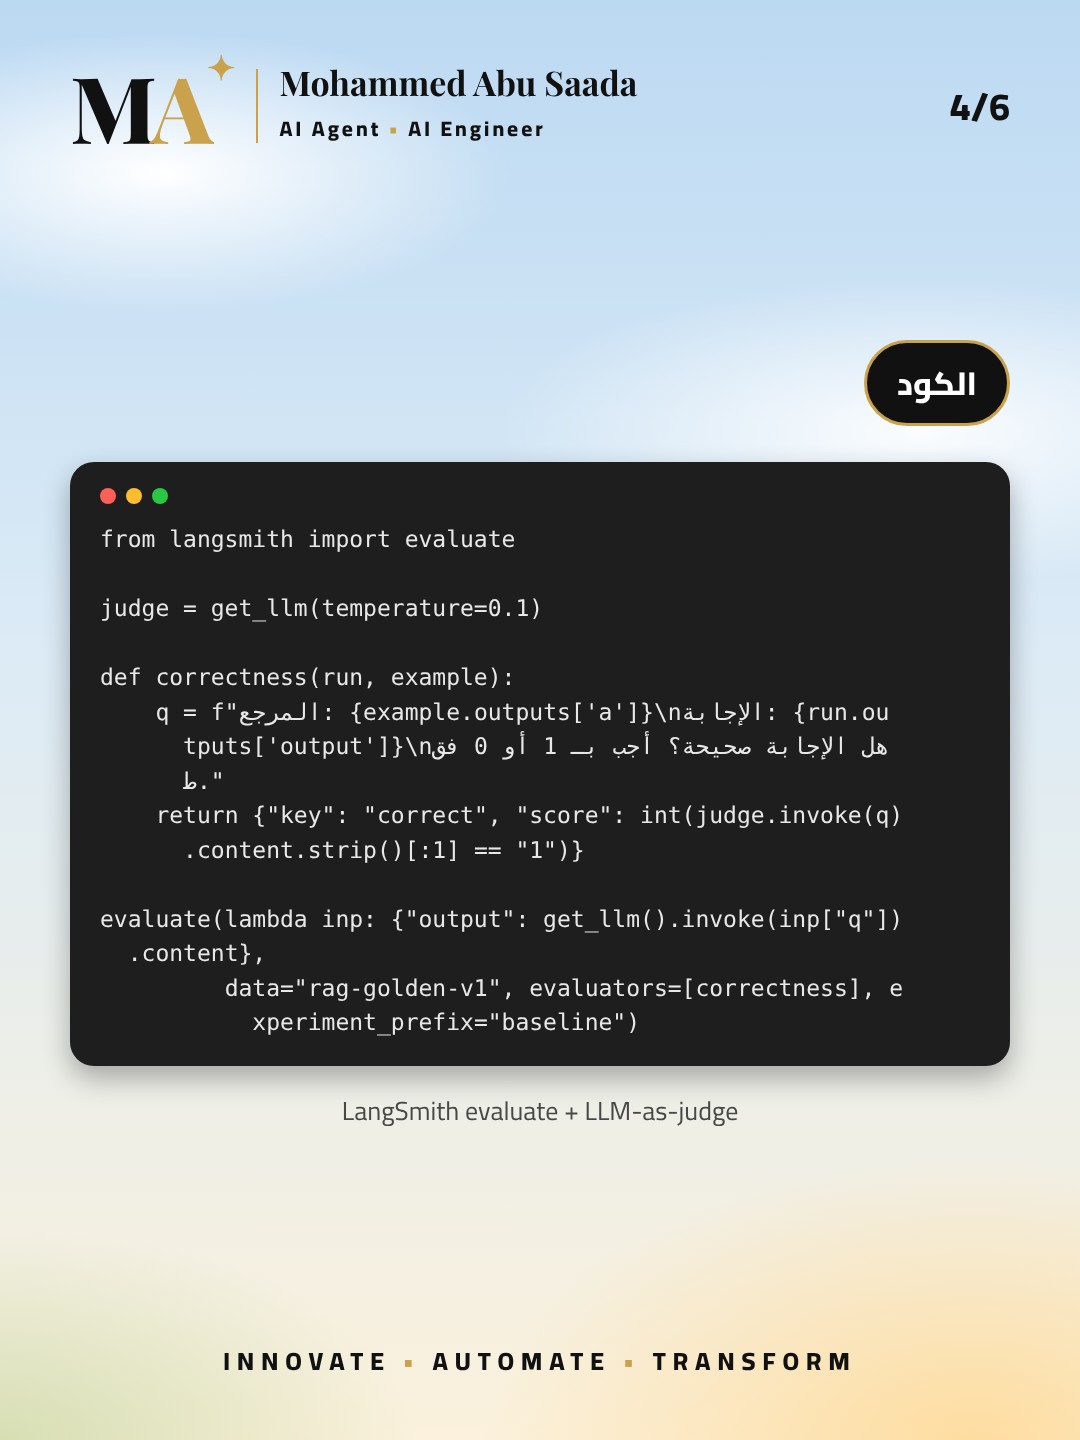 MA
Mohammed Abu Saada
AI Agent ▪ AI Engineer
4/6
الكود
from langsmith import evaluate

judge = get_llm(temperature=0.1)

def correctness(run, example):
    q = f"المرجع: {example.outputs['a']}\nالإجابة: {run.ou
      tputs['output']}\nهل الإجابة صحيحة؟ أجب بـ 1 أو 0 فق
      ط."
    return {"key": "correct", "score": int(judge.invoke(q)
      .content.strip()[:1] == "1")}

evaluate(lambda inp: {"output": get_llm().invoke(inp["q"])
  .content},
         data="rag-golden-v1", evaluators=[correctness], e
           xperiment_prefix="baseline")
LangSmith evaluate + LLM-as-judge
INNOVATE ▪ AUTOMATE ▪ TRANSFORM